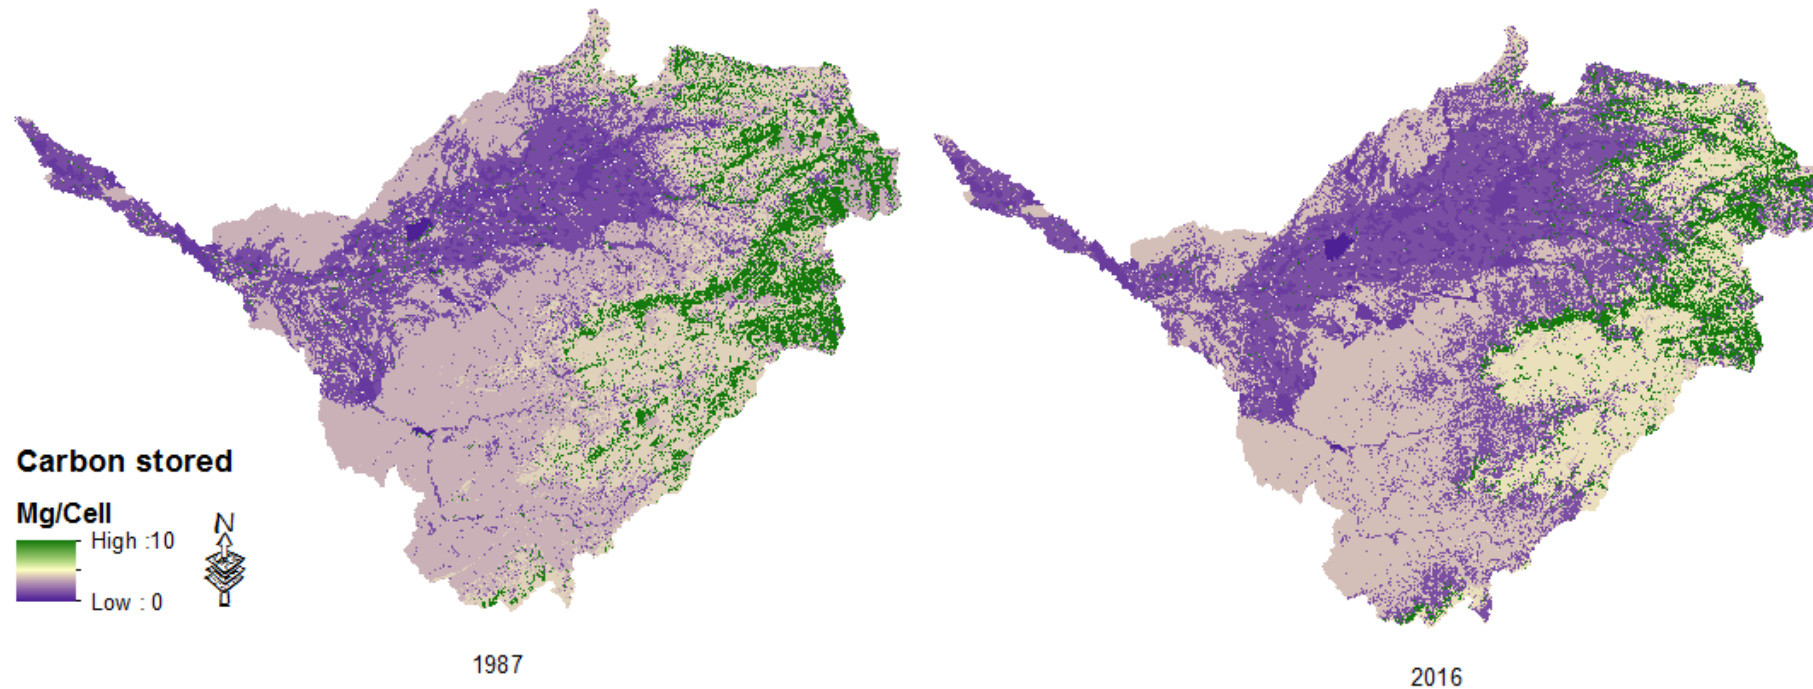 Carbon stored
Mg/Cell
High :10
Low : 0
N
1987
2016